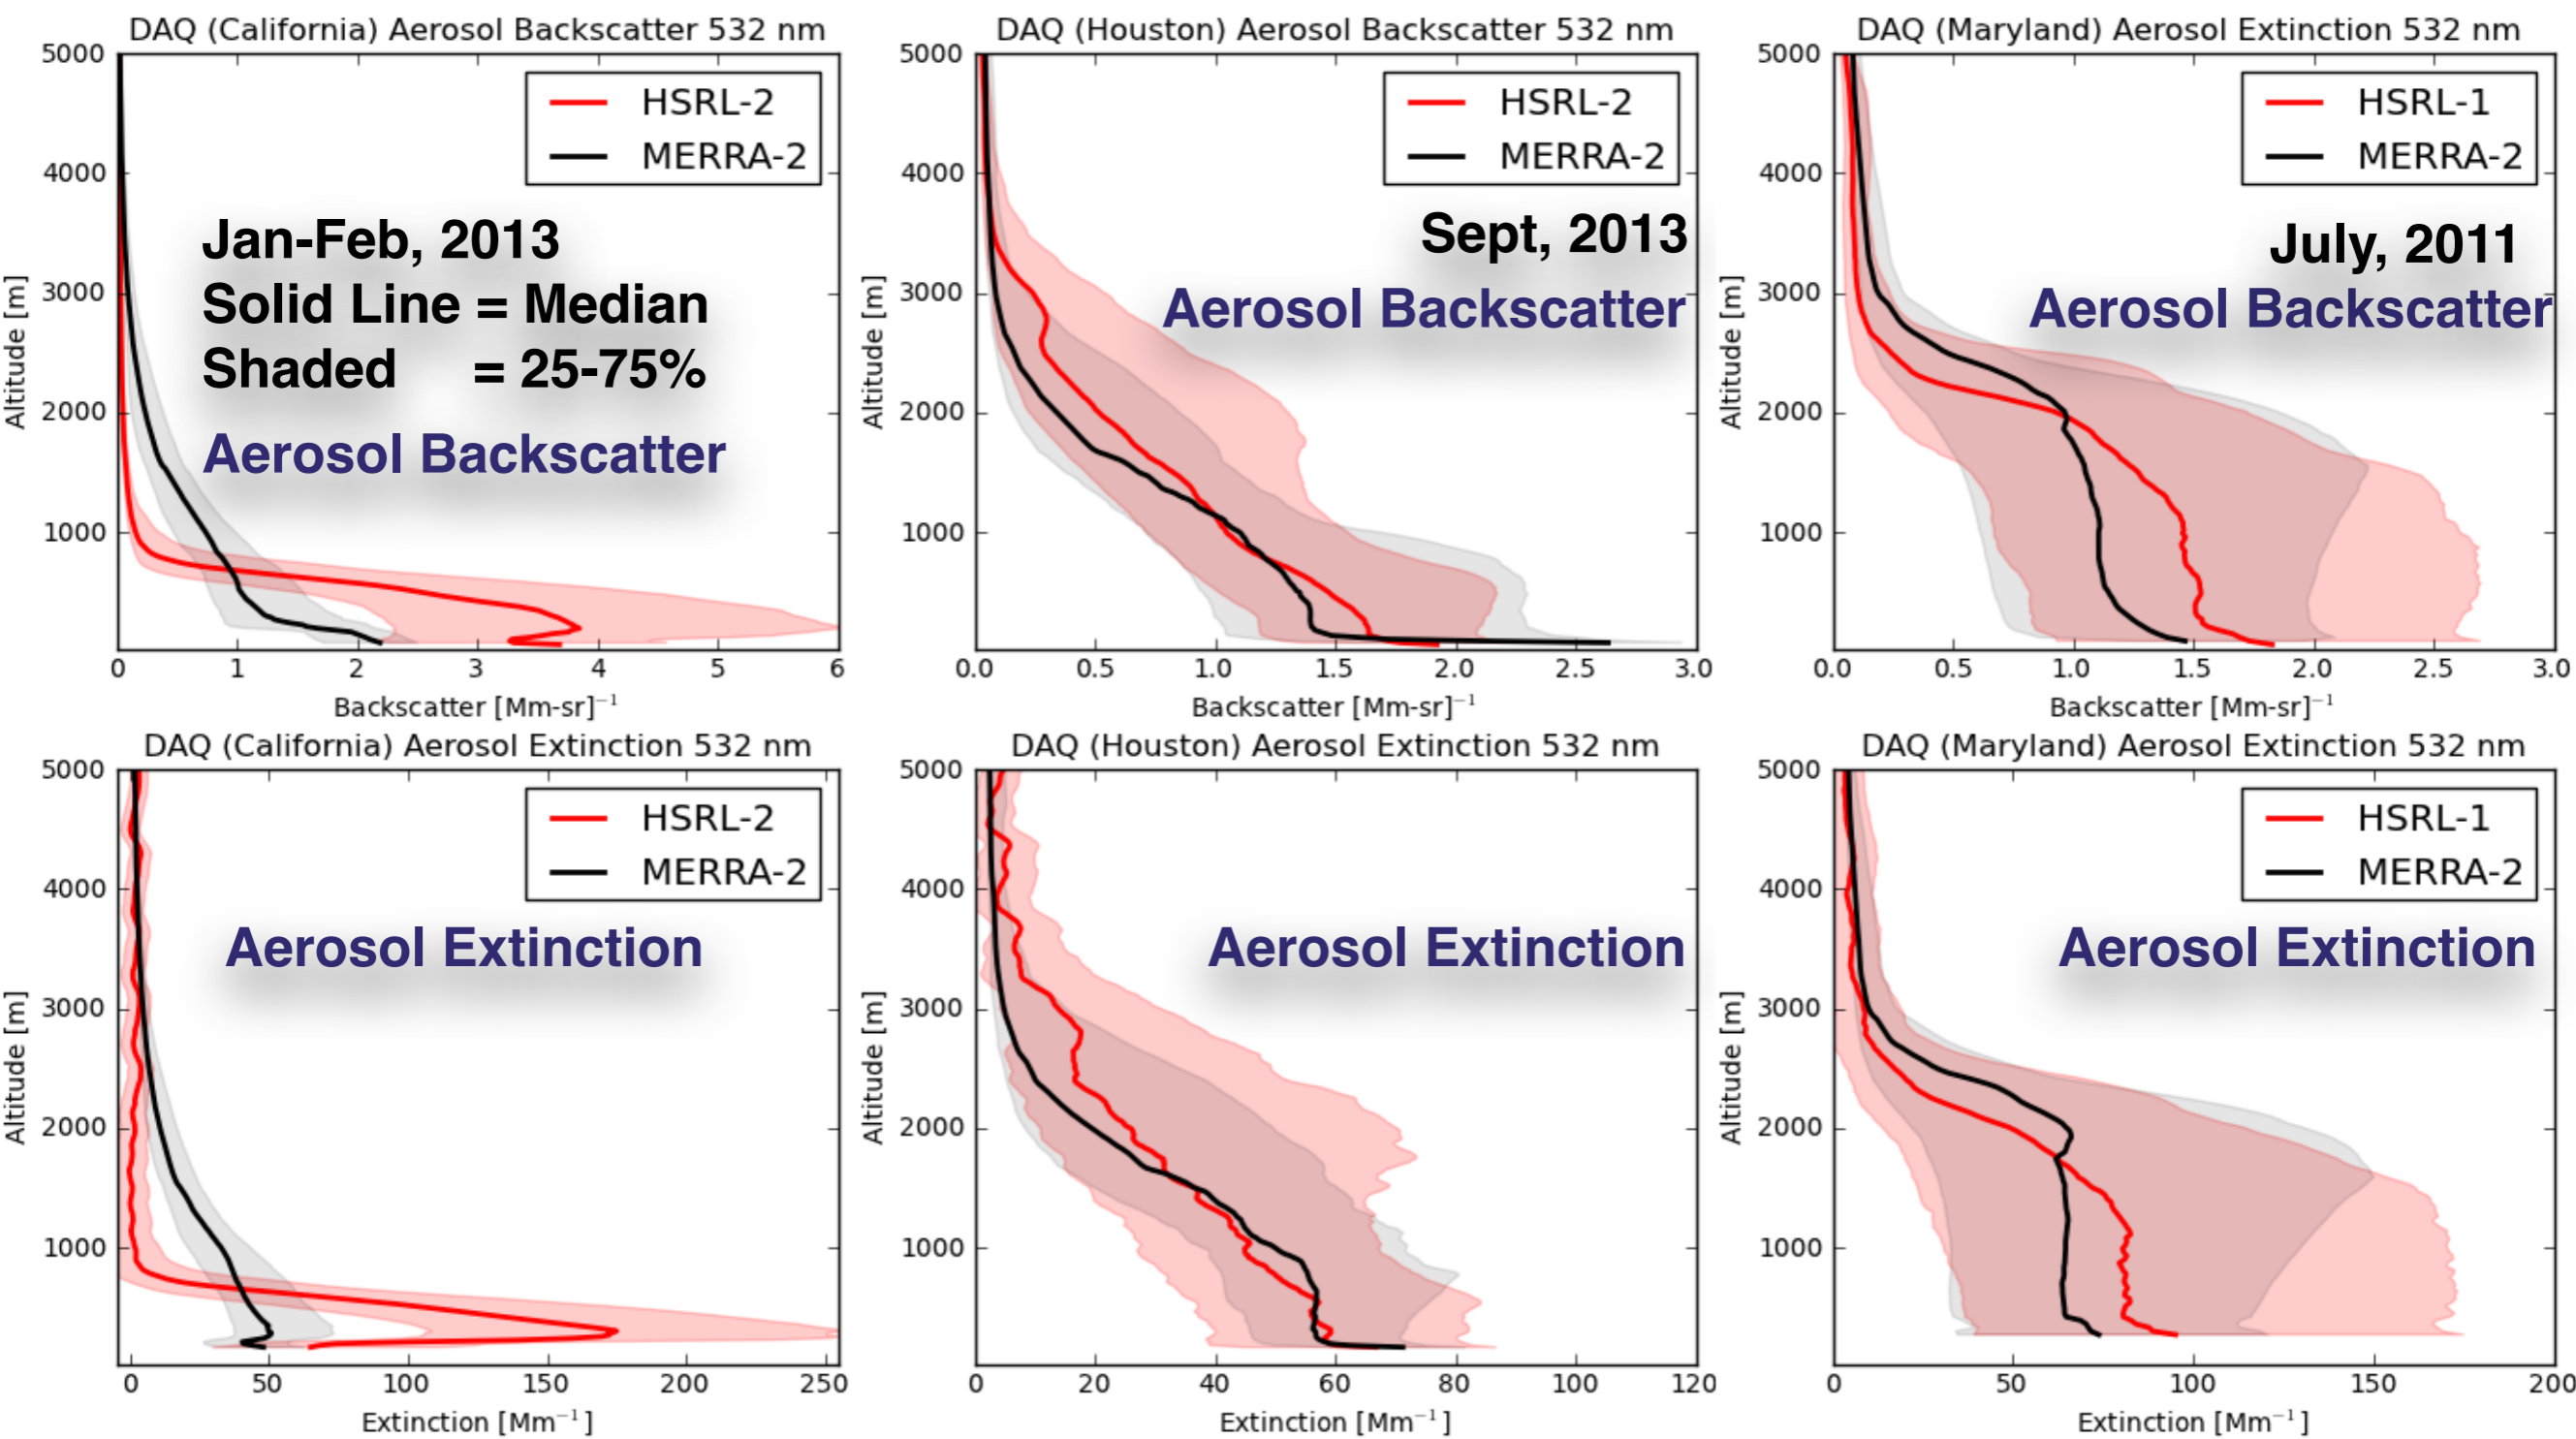 DAQ (California) Aerosol Backscatter 532 nm
5000
4000
3000
2000
1000
Altitude [m]
HSRL-2
MERRA-2
Jan-Feb, 2013
Solid Line = Median
Shaded = 25-75%
Aerosol Backscatter
0 1 2 3 4 5 6
Backscatter [Mm-sr]⁻¹
DAQ (Houston) Aerosol Backscatter 532 nm
5000
4000
3000
2000
1000
Altitude [m]
HSRL-2
MERRA-2
Sept, 2013
Aerosol Backscatter
0.0 0.5 1.0 1.5 2.0 2.5 3.0
Backscatter [Mm-sr]⁻¹
DAQ (Maryland) Aerosol Extinction 532 nm
5000
4000
3000
2000
1000
Altitude [m]
HSRL-1
MERRA-2
July, 2011
Aerosol Backscatter
0.0 0.5 1.0 1.5 2.0 2.5 3.0
Backscatter [Mm-sr]⁻¹
DAQ (California) Aerosol Extinction 532 nm
5000
4000
3000
2000
1000
Altitude [m]
HSRL-2
MERRA-2
Aerosol Extinction
0 50 100 150 200 250
Extinction [Mm⁻¹]
DAQ (Houston) Aerosol Extinction 532 nm
5000
4000
3000
2000
1000
Altitude [m]
Aerosol Extinction
0 20 40 60 80 100 120
Extinction [Mm⁻¹]
DAQ (Maryland) Aerosol Extinction 532 nm
5000
4000
3000
2000
1000
Altitude [m]
HSRL-1
MERRA-2
Aerosol Extinction
0 50 100 150 200
Extinction [Mm⁻¹]